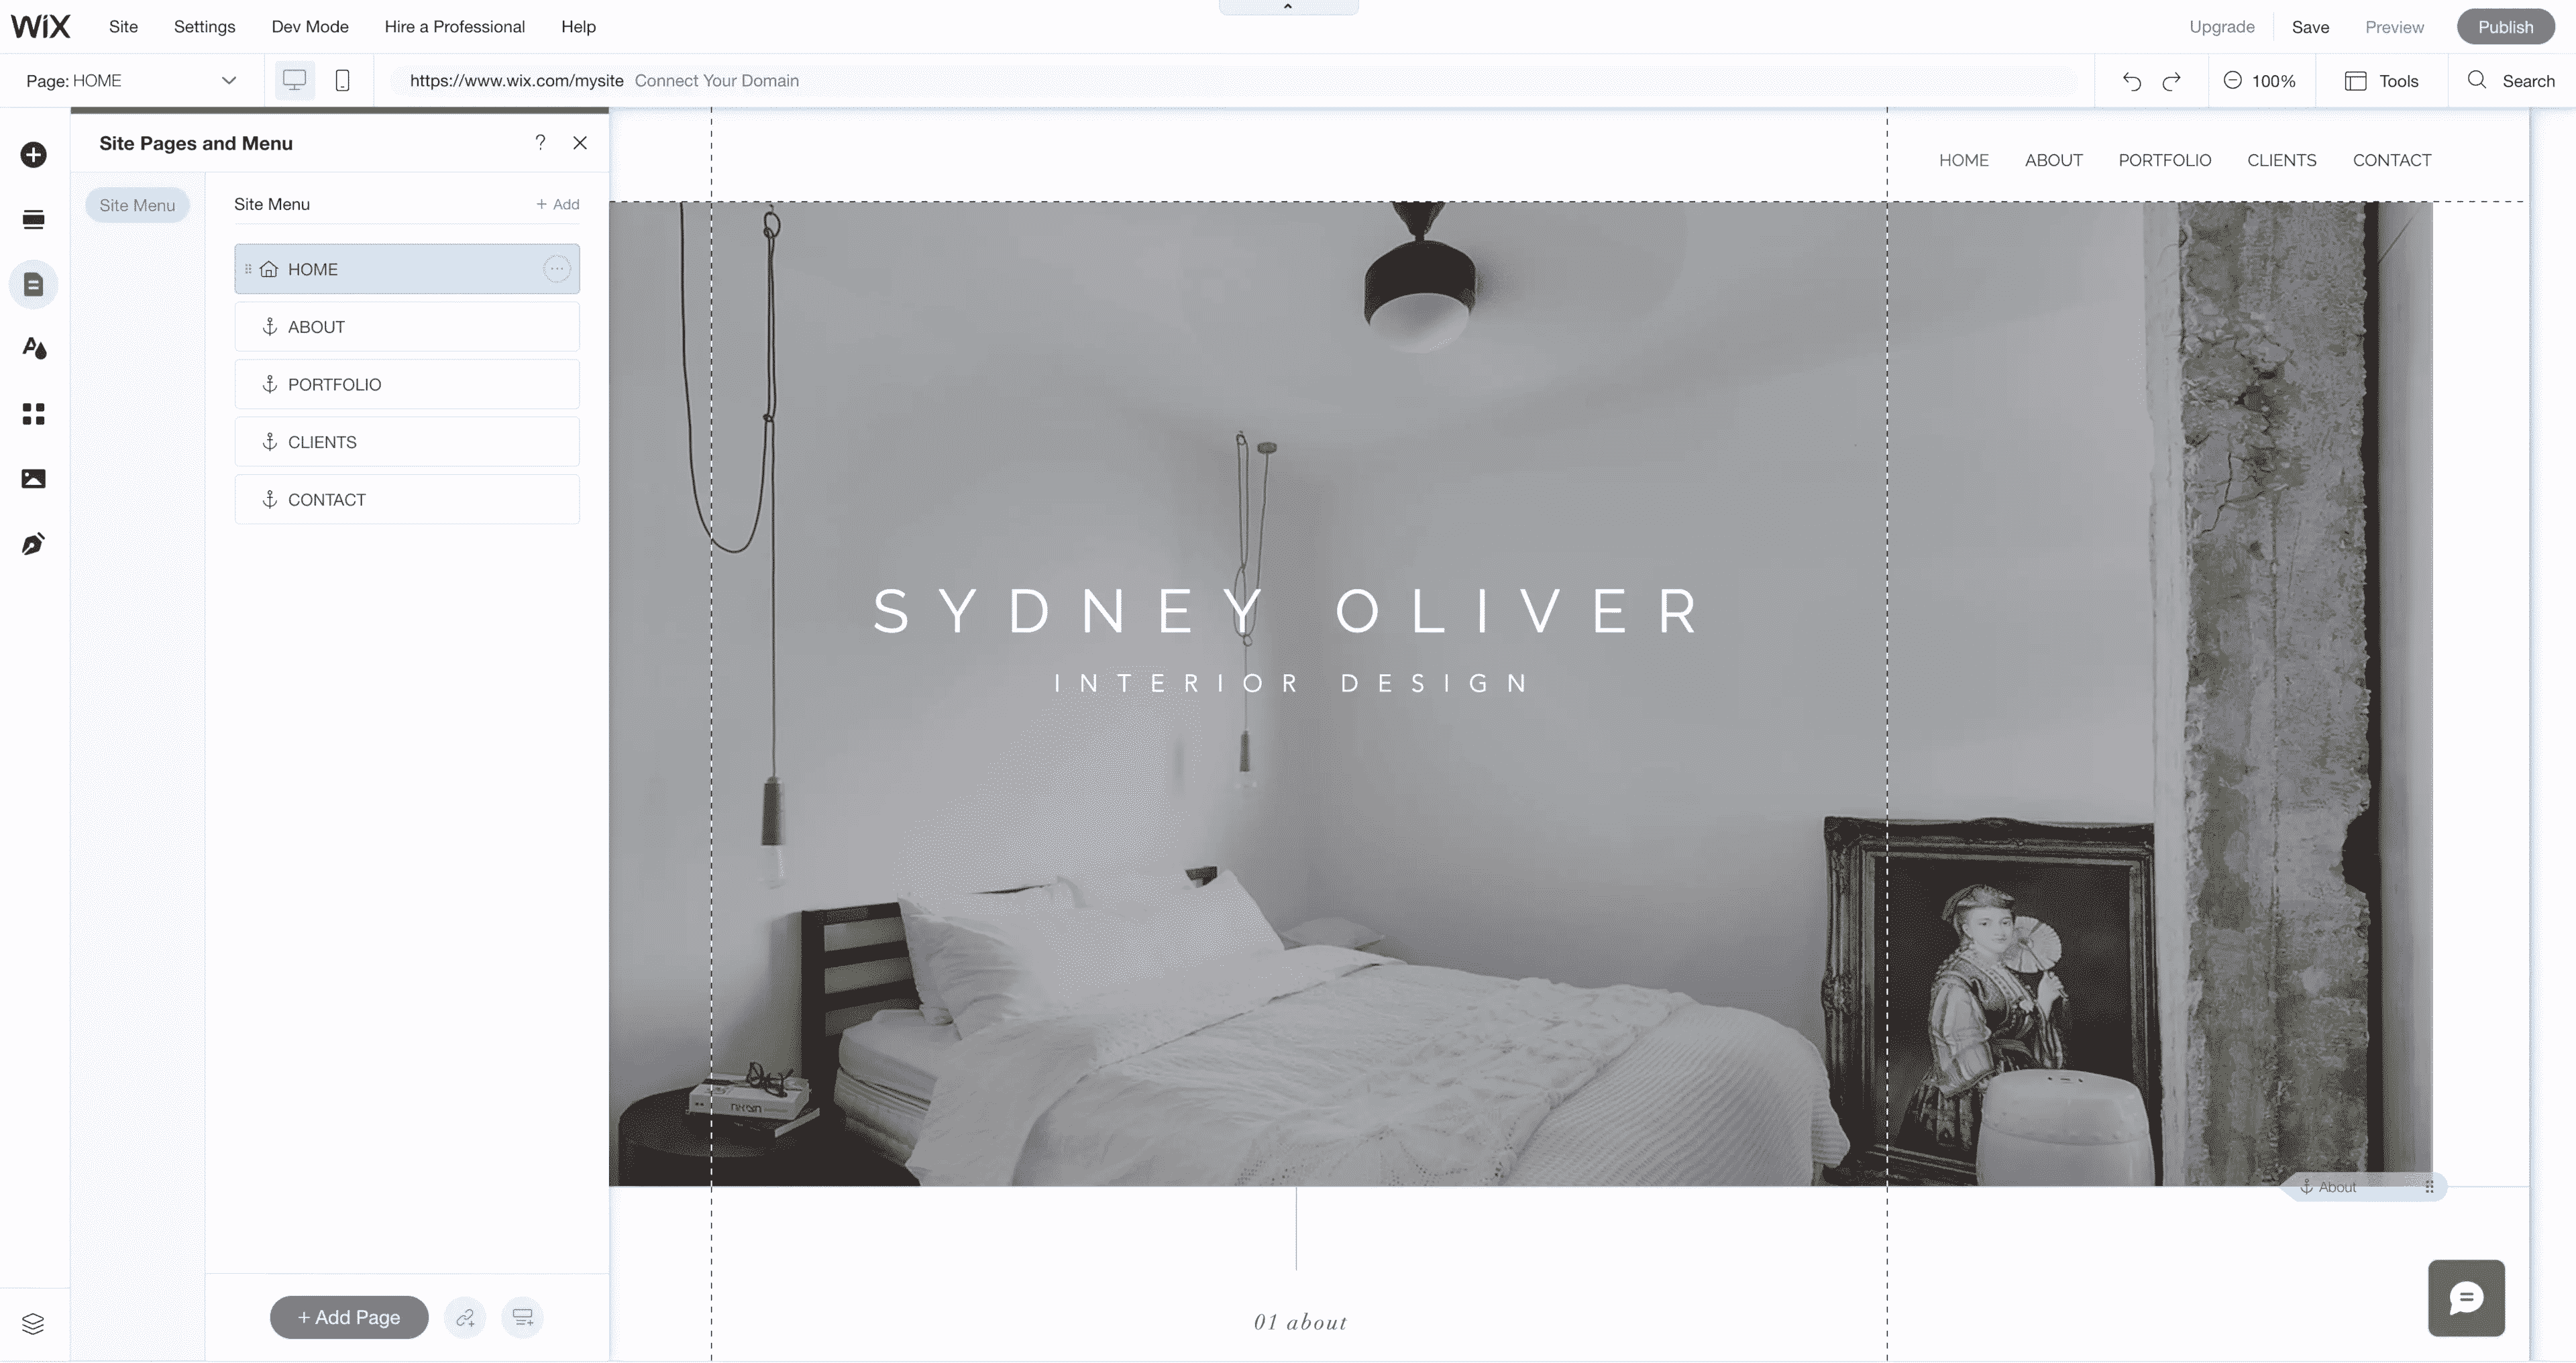 WiX Site Settings Dev Mode Hire a Professional Help Upgrade Save Preview Publish
Page: HOME https://www.wix.com/mysite Connect Your Domain 100% Tools Search
Site Pages and Menu ?
Site Menu
Site Menu + Add
HOME
ABOUT
PORTFOLIO
CLIENTS
CONTACT
+ Add Page
HOME ABOUT PORTFOLIO CLIENTS CONTACT
SYDNEY OLIVER
INTERIOR DESIGN
About
01 about